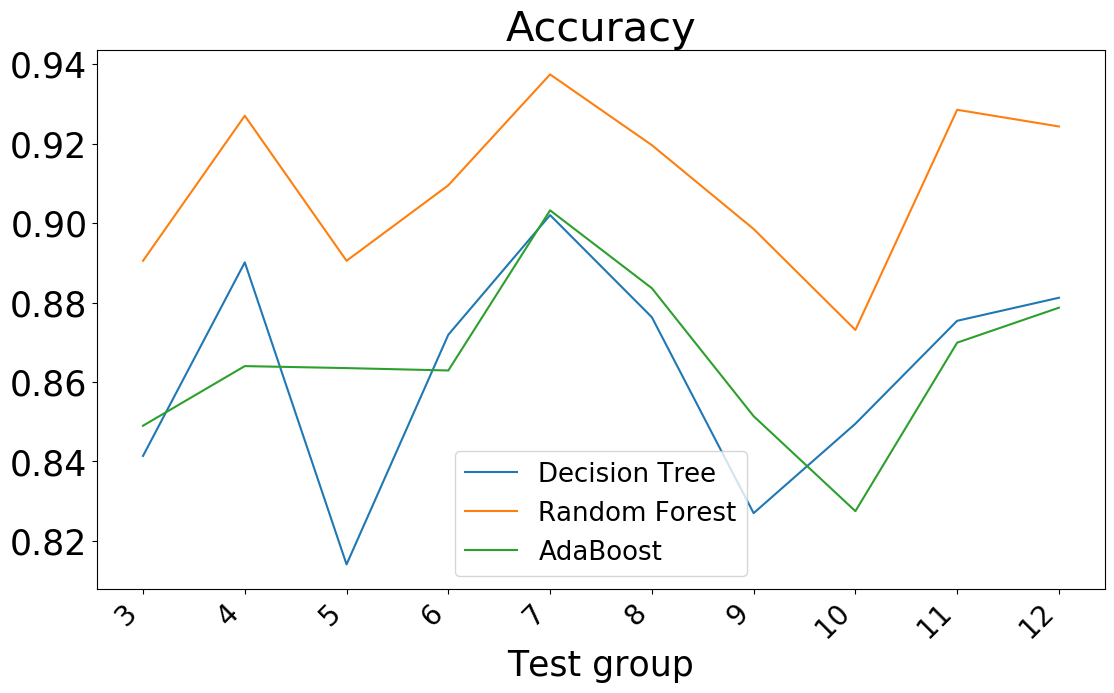 Accuracy
0.94
0.92
0.90
0.88
0.86
0.84
0.82
Decision Tree
Random Forest
AdaBoost
3 4 5 6 7 8 9 10 11 12
Test group